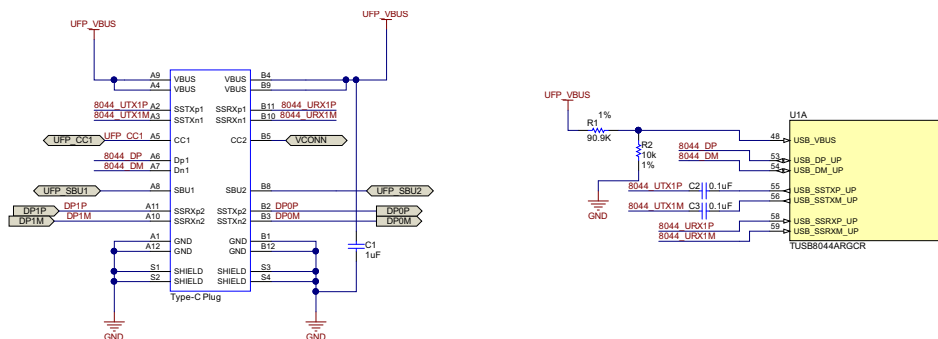 UFP_VBUS
UFP_VBUS
A9 VBUS VBUS B4
A4 VBUS VBUS B9
8044_UTX1P A2 SSTXp1 SSRXp1 B11 8044_URX1P
8044_UTX1M A3 SSTXn1 SSRXn1 B10 8044_URX1M
UFP_CC1 UFP_CC1 A5 CC1 CC2 B5 VCONN
8044_DP A6 Dp1
8044_DM A7 Dn1
UFP_SBU1 A8 SBU1 SBU2 B8 UFP_SBU2
DP1P DP1P A11 SSRXp2 SSTXp2 B2 DP0P DP0P
DP1M DP1M A10 SSRXn2 SSTXn2 B3 DP0M DP0M
A1 GND GND B1
A12 GND GND B12
C1
1uF
S1 SHIELD SHIELD S3
S2 SHIELD SHIELD S4
Type-C Plug
GND
GND
UFP_VBUS
1%
R1
90.9K
R2
10k
1%
GND
U1A
48 USB_VBUS
8044_DP 53 USB_DP_UP
8044_DM 54 USB_DM_UP
8044_UTX1P C2 0.1uF 55 USB_SSTXP_UP
8044_UTX1M C3 0.1uF 56 USB_SSTXM_UP
8044_URX1P 58 USB_SSRXP_UP
8044_URX1M 59 USB_SSRXM_UP
TUSB8044ARGCR